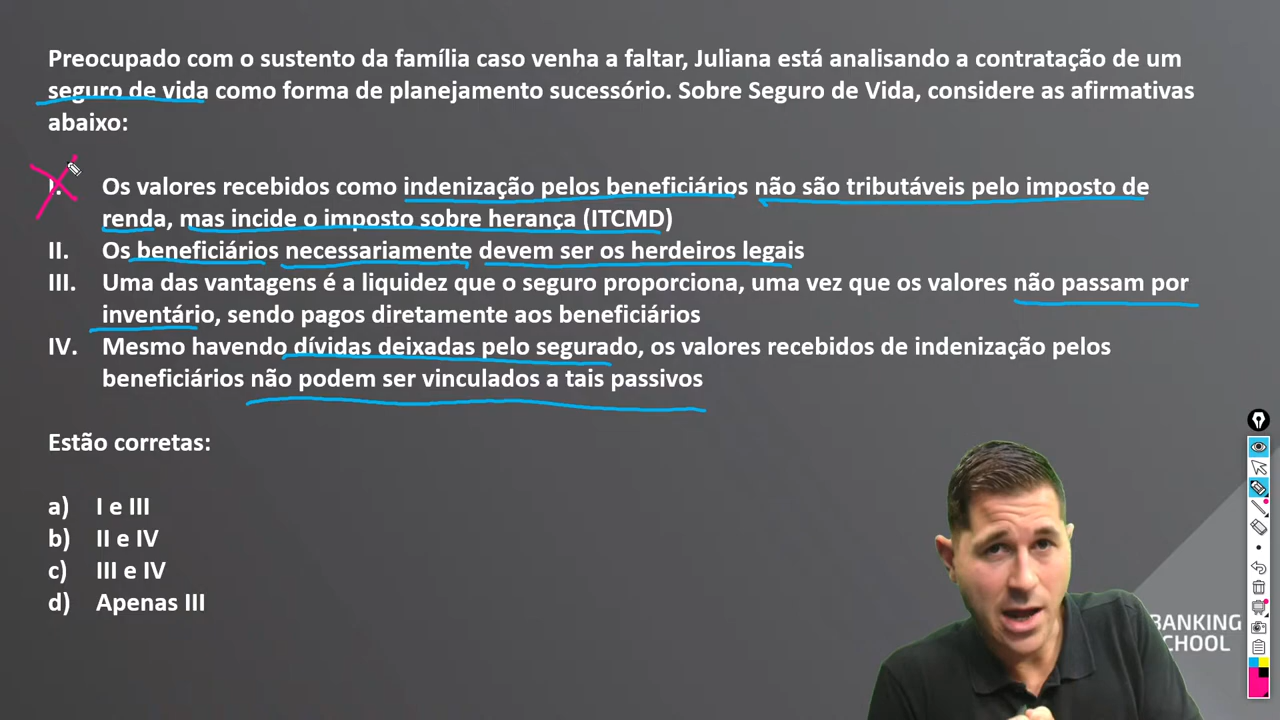 Preocupado com o sustento da família caso venha a faltar, Juliana está analisando a contratação de um
seguro de vida como forma de planejamento sucessório. Sobre Seguro de Vida, considere as afirmativas
abaixo:
I. Os valores recebidos como indenização pelos beneficiários não são tributáveis pelo imposto de
renda, mas incide o imposto sobre herança (ITCMD)
II. Os beneficiários necessariamente devem ser os herdeiros legais
III. Uma das vantagens é a liquidez que o seguro proporciona, uma vez que os valores não passam por
inventário, sendo pagos diretamente aos beneficiários
IV. Mesmo havendo dívidas deixadas pelo segurado, os valores recebidos de indenização pelos
beneficiários não podem ser vinculados a tais passivos
Estão corretas:
a) I e III
b) II e IV
c) III e IV
d) Apenas III
BANKING
SCHOOL